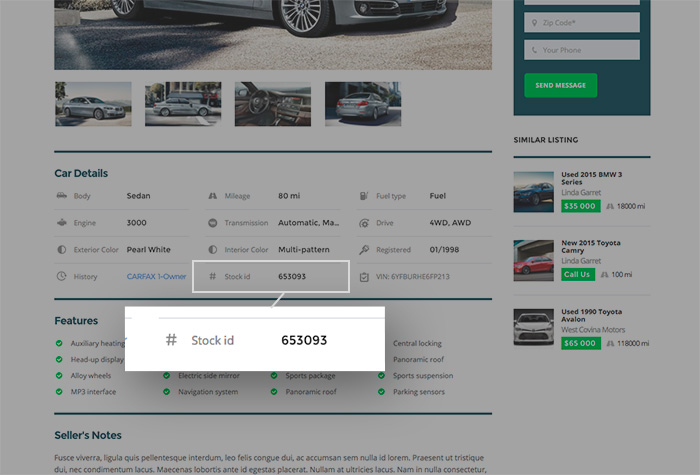 Zip Code*
Your Phone
SEND MESSAGE
SIMILAR LISTING
Used 2015 BMW 3
Series
Linda Garret
$35 000 18000 mi
New 2015 Toyota
Camry
Linda Garret
Call Us 100 mi
Used 1990 Toyota
Avalon
West Covina Motors
$65 000 118000 mi
Car Details
Body Sedan Mileage 80 mi Fuel type Fuel
Engine 3000 Transmission Automatic, Ma... Drive 4WD, AWD
Exterior Color Pearl White Interior Color Multi-pattern Registered 01/1998
History CARFAX 1-Owner # Stock id 653093 VIN: 6YFBURHE6FP213
Features
# Stock id 653093
Auxiliary heating Central locking
Head-up display Panoramic roof
Alloy wheels Electric side mirror Sports package Sports suspension
MP3 interface Navigation system Panoramic roof Parking sensors
Seller's Notes
Fusce viverra, ligula quis pellentesque interdum, leo felis congue dui, ac accumsan sem nulla id lorem. Praesent ut tristique
dui, nec condimentum lacus. Maecenas lobortis ante id egestas placerat. Nullam at ultricies lacus. Nam in nulla consectetur,